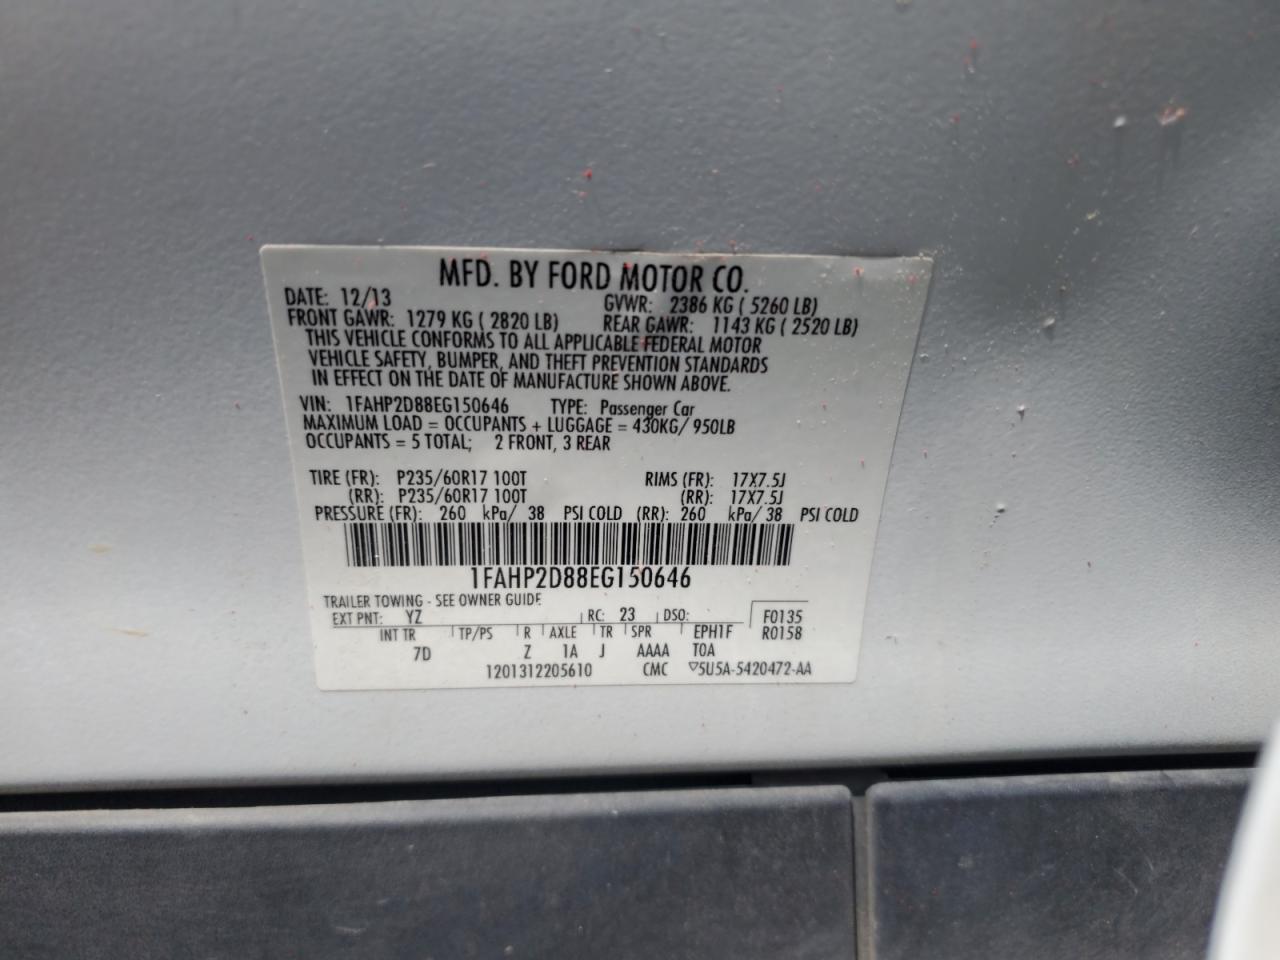 MFD. BY FORD MOTOR CO.
DATE: 12/13 GVWR: 2386 KG ( 5260 LB)
FRONT GAWR: 1279 KG ( 2820 LB) REAR GAWR: 1143 KG ( 2520 LB)
THIS VEHICLE CONFORMS TO ALL APPLICABLE FEDERAL MOTOR
VEHICLE SAFETY, BUMPER, AND THEFT PREVENTION STANDARDS
IN EFFECT ON THE DATE OF MANUFACTURE SHOWN ABOVE.
VIN: 1FAHP2D88EG150646 TYPE: Passenger Car
MAXIMUM LOAD = OCCUPANTS + LUGGAGE = 430KG/ 950LB
OCCUPANTS = 5 TOTAL; 2 FRONT, 3 REAR
TIRE (FR): P235/60R17 100T RIMS (FR): 17X7.5J
(RR): P235/60R17 100T (RR): 17X7.5J
PRESSURE (FR): 260 kPa/ 38 PSI COLD (RR): 260 kPa/ 38 PSI COLD
1FAHP2D88EG150646
TRAILER TOWING - SEE OWNER GUIDE
EXT PNT: YZ RC: 23 DSO: F0135
INT TR TP/PS R AXLE TR SPR EPH1F R0158
7D Z 1A J AAAA T0A
1201312205610 CMC ▽5U5A-5420472-AA